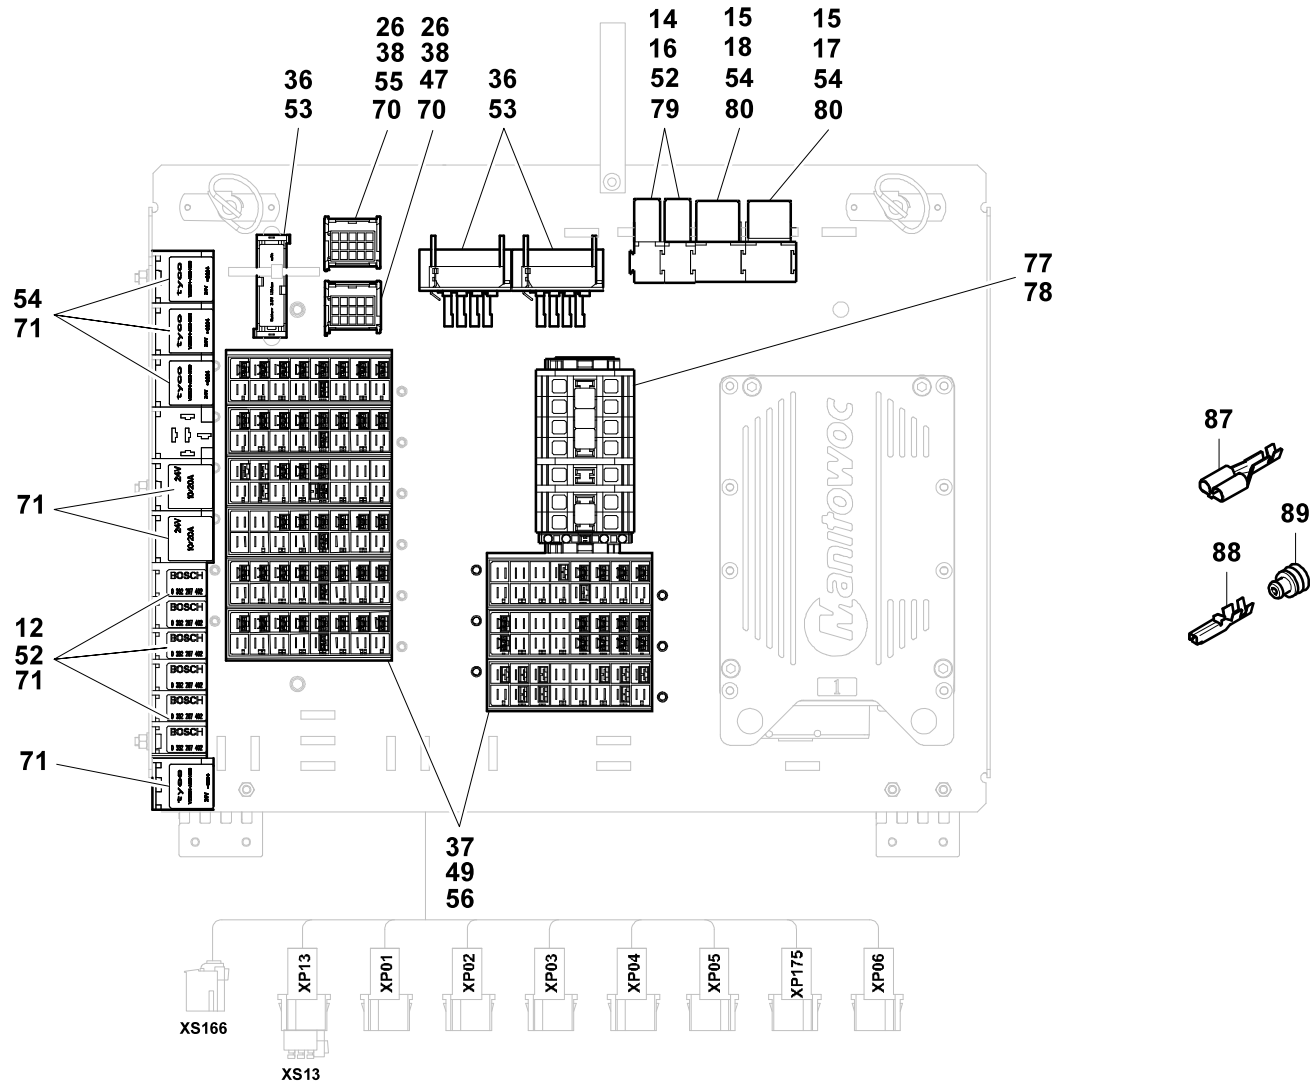 26 26
38 38
55 47
70 70
36
53
36
53
14
16
52
79
15
18
54
80
15
17
54
80
77
78
54
71
tyco
tyco
tyco
24V
10/20A
24V
10/20A
71
BOSCH
BOSCH
BOSCH
BOSCH
BOSCH
BOSCH
12
52
71
71
tyco
Manitowoc
1
87
88
89
37
49
56
XP13
XP01
XP02
XP03
XP04
XP05
XP175
XP06
XS166
XS13